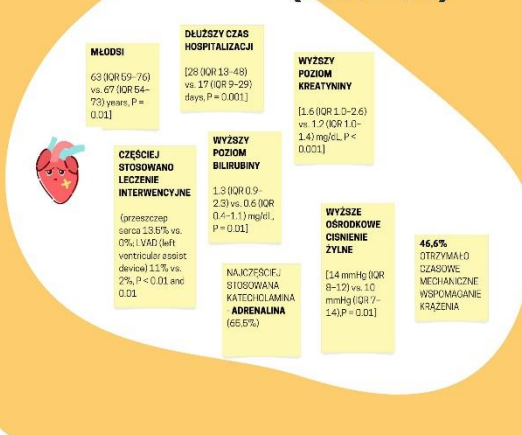 MŁODSI
63 (IQR 59–76)
vs. 67 (IQR 54–
73) years, P =
0.01]
DŁUŻSZY CZAS
HOSPITALIZACJI
[28 (IQR 13–48)
vs. 17 (IQR 9–29)
days, P = 0.001]
WYŻSZY
POZIOM
KREATYNINY
[1.6 (IQR 1.0–2.6)
vs. 1.2 (IQR 1.0–
1.4) mg/dL, P <
0.001]
CZĘŚCIEJ
STOSOWANO
LECZENIE
INTERWENCYJNE
(przeszczep
serca 13.5% vs.
0%; LVAD (left
ventricular assist
device) 11% vs.
2%, P < 0.01 and
0.01
WYŻSZY
POZIOM
BILIRUBINY
1.3 (IQR 0.9–
2.3) vs. 0.6 (IQR
0.4–1.1) mg/dl,
P = 0.01]
NAJCZĘŚCIEJ
STOSOWANA
KATECHOLAMINA
- ADRENALINA
(65,5%)
WYŻSZE
OŚRODKOWE
CISNIENIE
ŻYLNE
[14 mmHg (IQR
8–12) vs. 10
mmHg (IQR 7–
14),P = 0.01]
46,6%
OTRZYMAŁO
CZASOWE
MECHANICZNE
WSPOMAGANIE
KRĄŻENIA